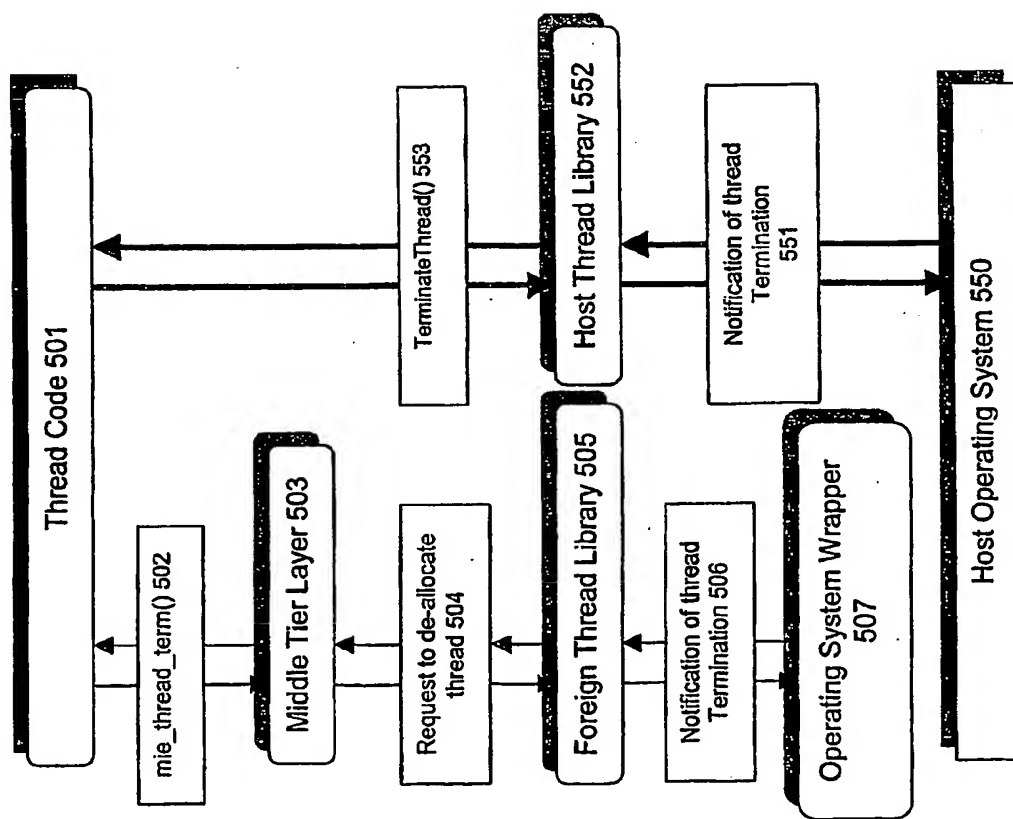 Thread Code 501
mie_thread_term() 502
Middle Tier Layer 503
Request to de-allocate
thread 504
Foreign Thread Library 505
Notification of thread
Termination 506
Operating System Wrapper
507
TerminateThread() 553
Host Thread Library 552
Notification of thread
Termination
551
Host Operating System 550